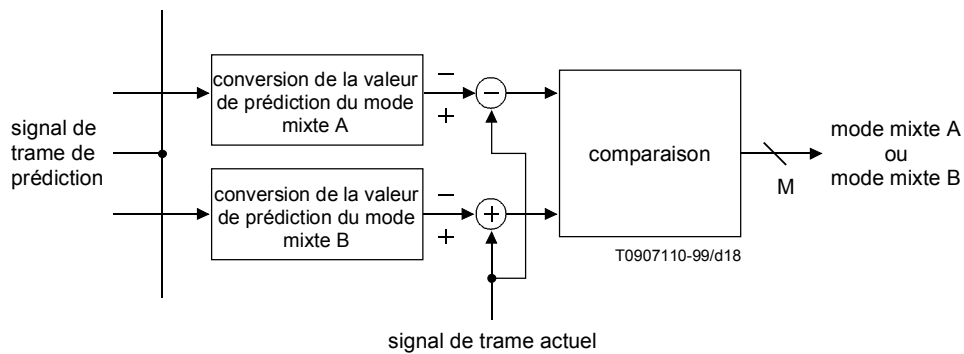 signal de
trame de
prédiction
conversion de la valeur
de prédiction du mode
mixte A
−
+
−
conversion de la valeur
de prédiction du mode
mixte B
−
+
+
comparaison
M
mode mixte A
ou
mode mixte B
T0907110-99/d18
signal de trame actuel